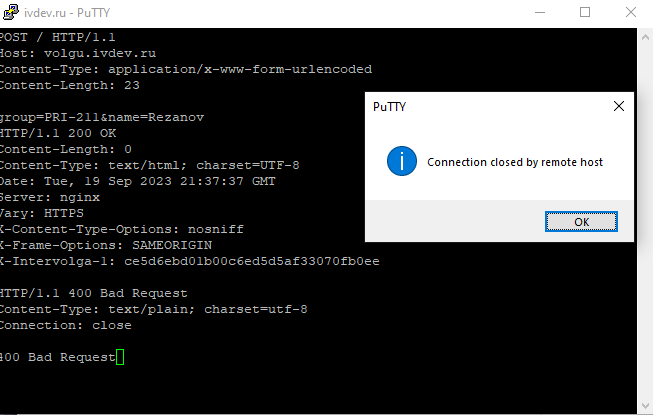 ivdev.ru - PuTTY
POST / HTTP/1.1
Host: volgu.ivdev.ru
Content-Type: application/x-www-form-urlencoded
Content-Length: 23
group=PRI-211&name=Rezanov
HTTP/1.1 200 OK
Content-Length: 0
Content-Type: text/html; charset=UTF-8
Date: Tue, 19 Sep 2023 21:37:37 GMT
Server: nginx
Vary: HTTPS
X-Content-Type-Options: nosniff
X-Frame-Options: SAMEORIGIN
X-Intervolga-1: ce5d6ebd01b00c6ed5d5af33070fb0ee
HTTP/1.1 400 Bad Request
Content-Type: text/plain; charset=utf-8
Connection: close
400 Bad Request
PuTTY
Connection closed by remote host
OK